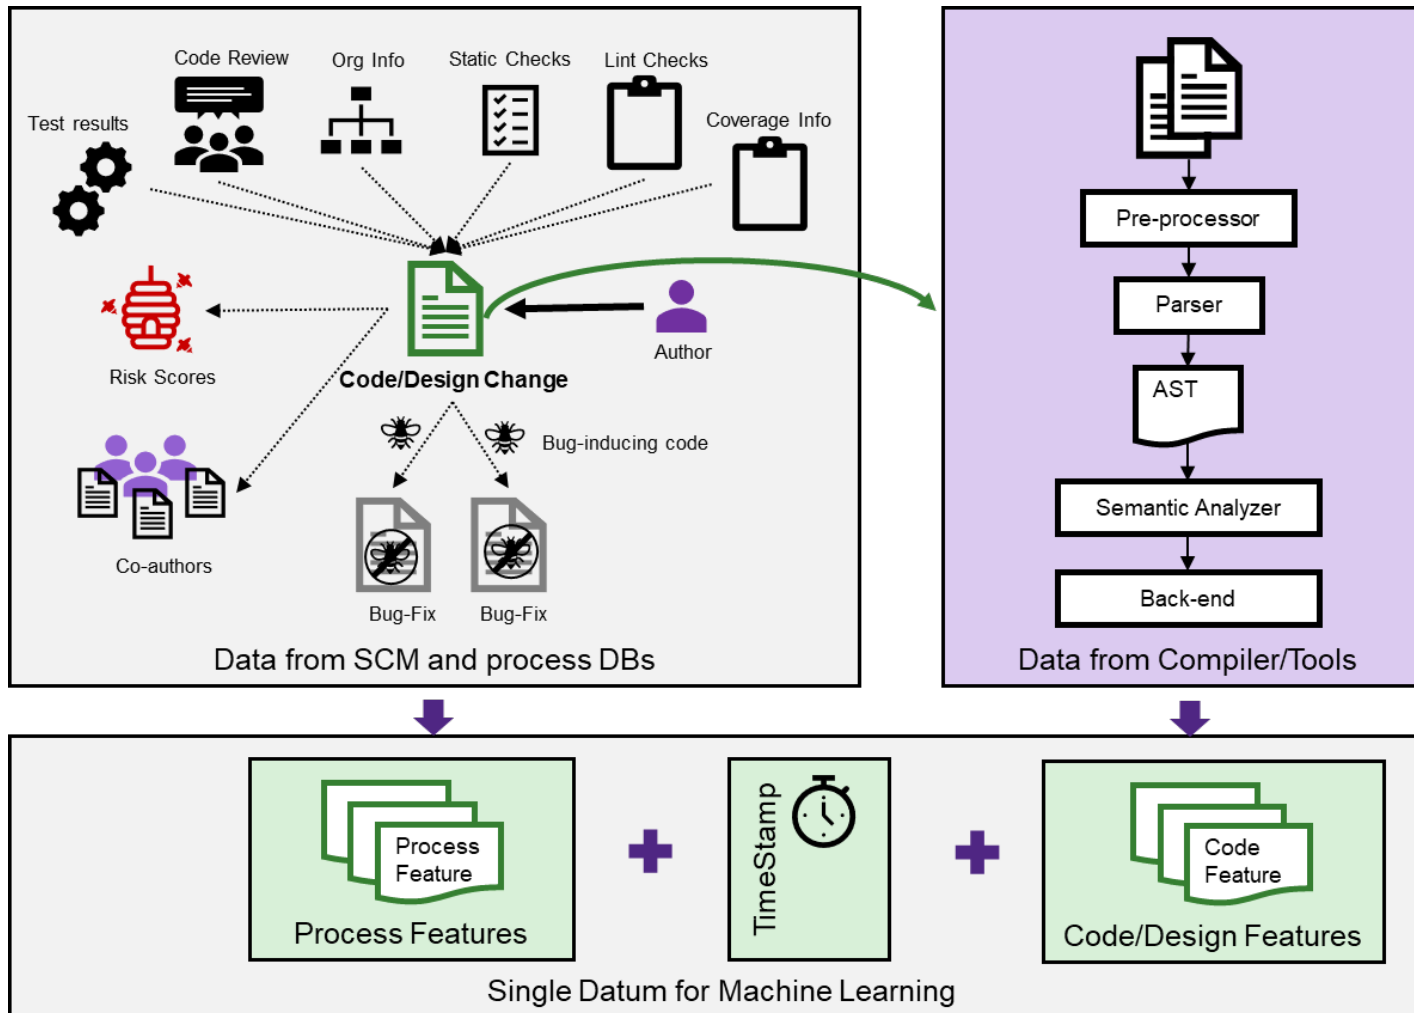 Code Review
Org Info
Static Checks
Lint Checks
Test results
Coverage Info
Risk Scores
Author
Code/Design Change
Bug-inducing code
Co-authors
Bug-Fix
Bug-Fix
Data from SCM and process DBs
Pre-processor
Parser
AST
Semantic Analyzer
Back-end
Data from Compiler/Tools
Process
Feature
Process Features
TimeStamp
Code
Feature
Code/Design Features
Single Datum for Machine Learning